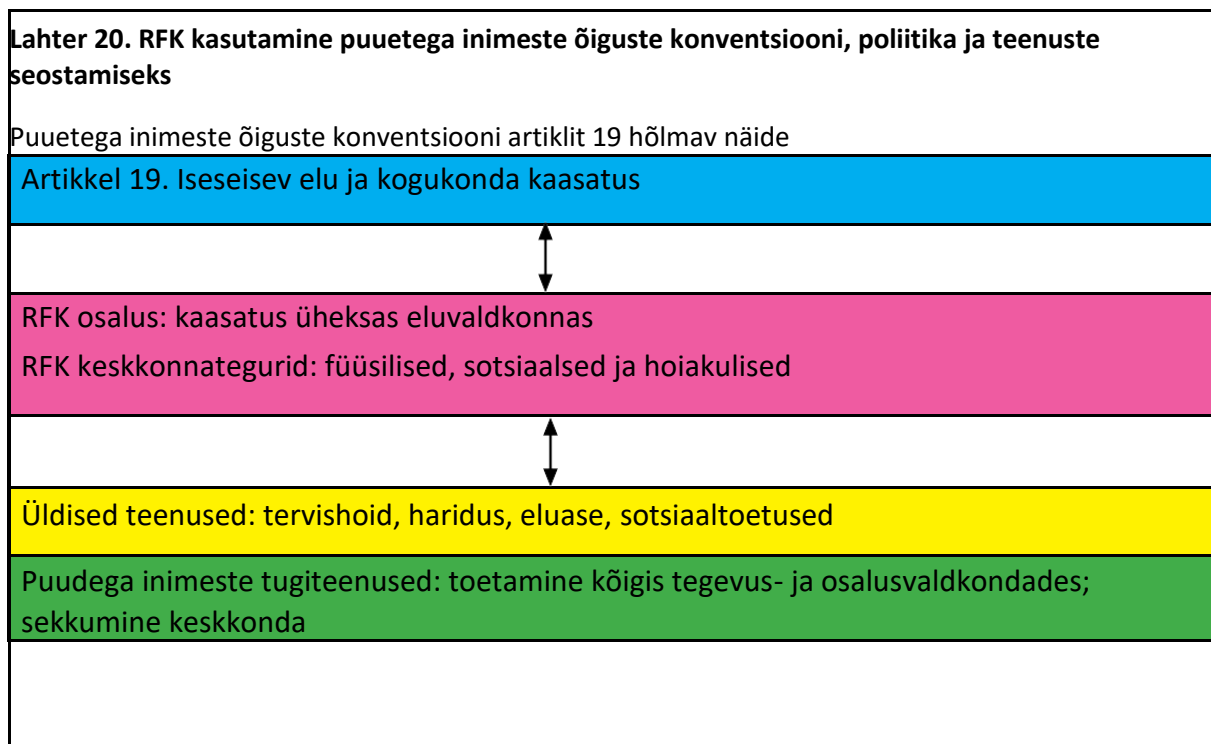 Lahter 20. RFK kasutamine puuetega inimeste õiguste konventsiooni, poliitika ja teenuste
seostamiseks
Puuetega inimeste õiguste konventsiooni artiklit 19 hõlmav näide
Artikkel 19. Iseseisev elu ja kogukonda kaasatus
RFK osalus: kaasatus üheksas eluvaldkonnas
RFK keskkonnategurid: füüsilised, sotsiaalsed ja hoiakulised
Üldised teenused: tervishoid, haridus, eluase, sotsiaaltoetused
Puudega inimeste tugiteenused: toetamine kõigis tegevus- ja osalusvaldkondades;
sekkumine keskkonda